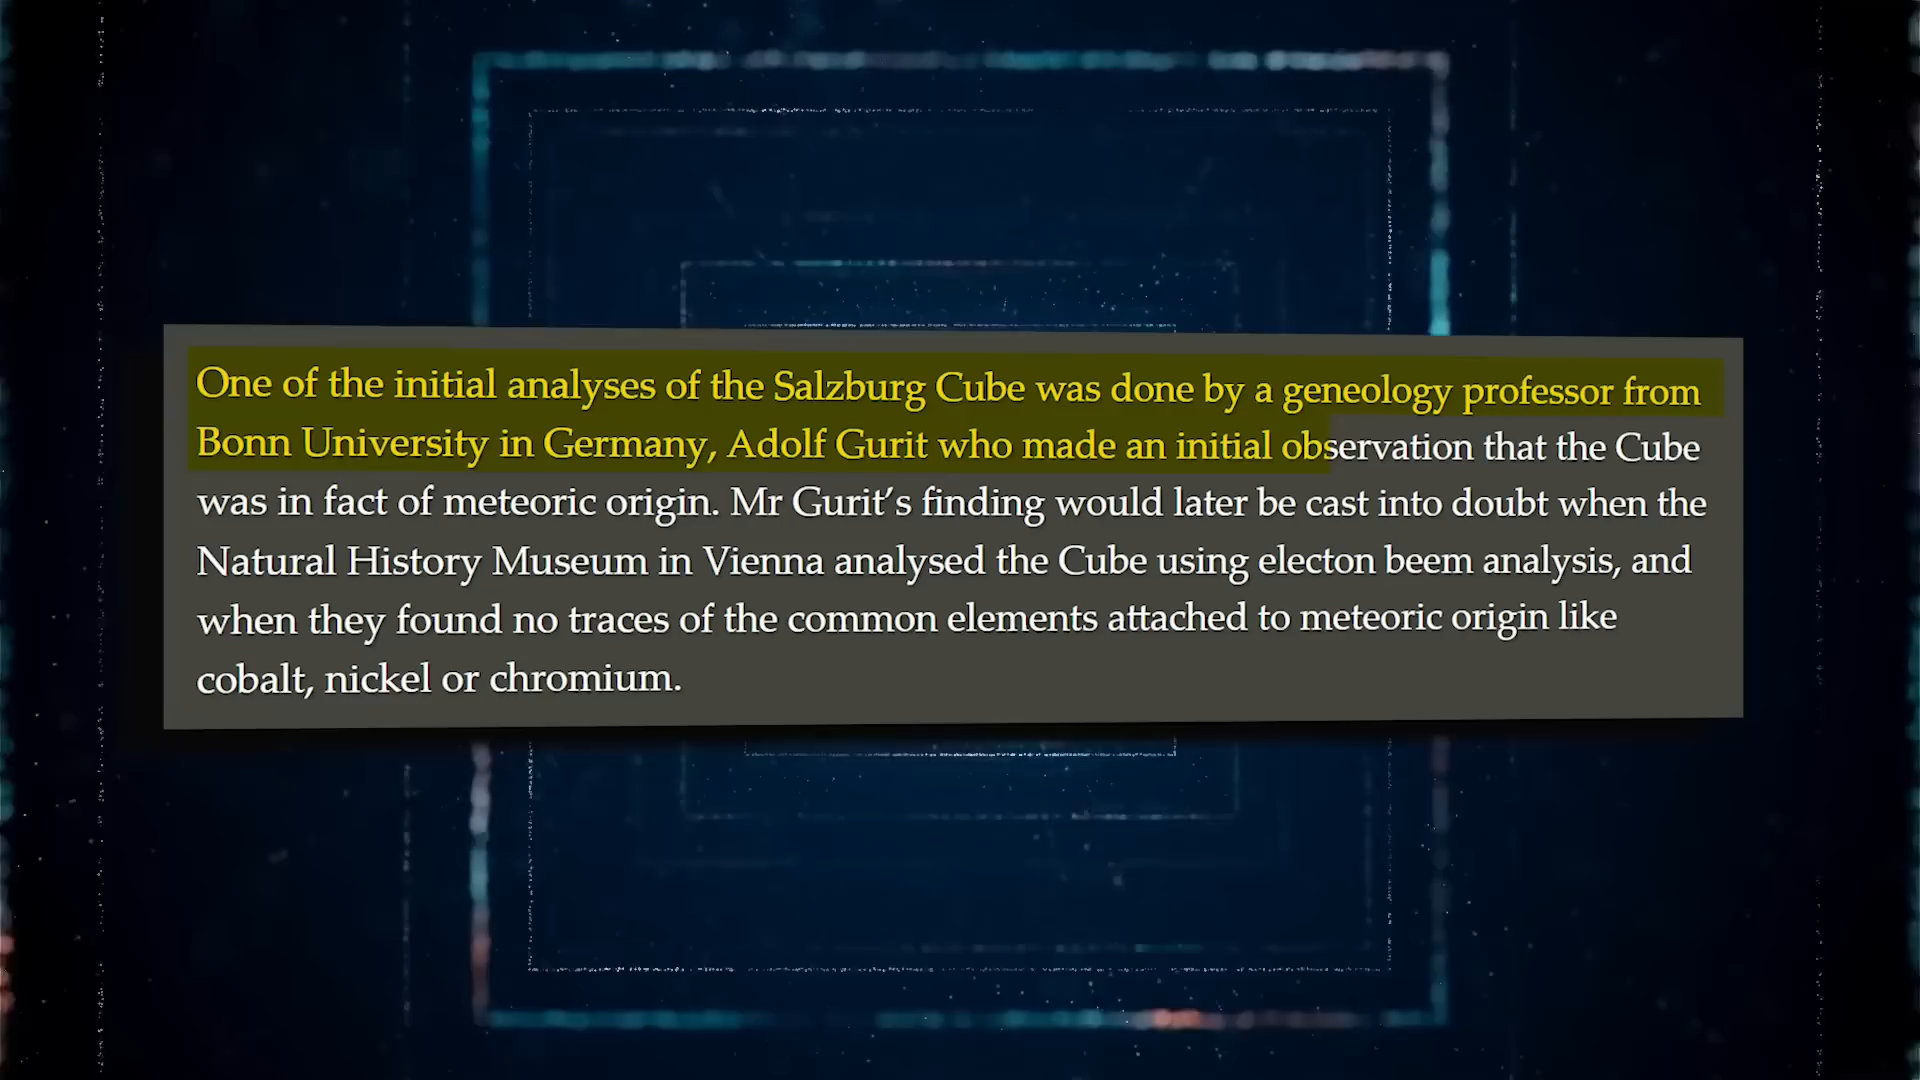 One of the initial analyses of the Salzburg Cube was done by a geneology professor from
Bonn University in Germany, Adolf Gurit who made an initial observation that the Cube
was in fact of meteoric origin. Mr Gurit’s finding would later be cast into doubt when the
Natural History Museum in Vienna analysed the Cube using electon beem analysis, and
when they found no traces of the common elements attached to meteoric origin like
cobalt, nickel or chromium.